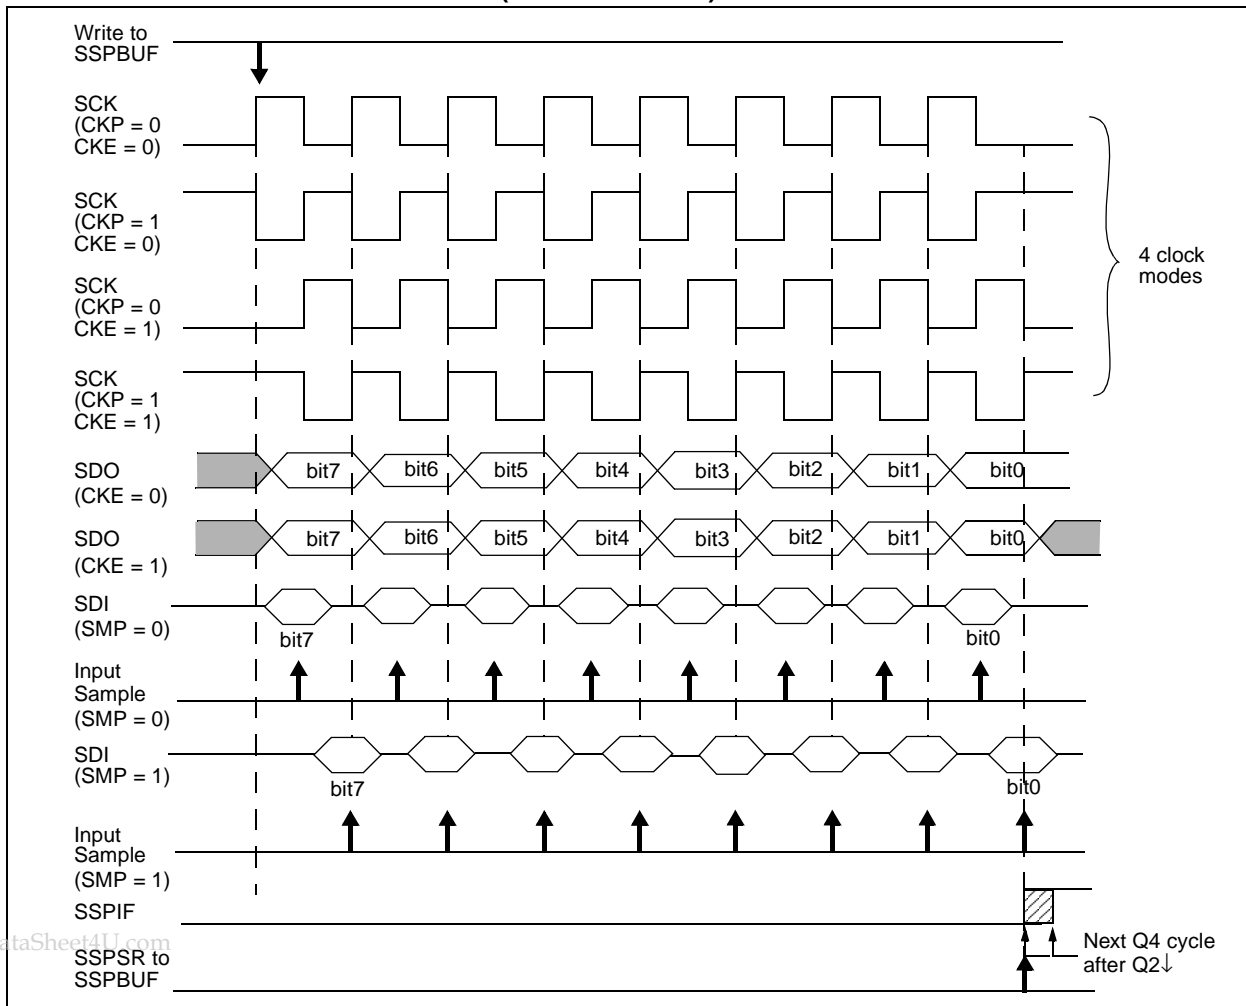 Write to
SSPBUF
SCK
(CKP = 0
CKE = 0)
SCK
(CKP = 1
CKE = 0)
SCK
(CKP = 0
CKE = 1)
4 clock
modes
SCK
(CKP = 1
CKE = 1)
SDO
(CKE = 0)
bit7 bit6 bit5 bit4 bit3 bit2 bit1 bit0
SDO
(CKE = 1)
bit7 bit6 bit5 bit4 bit3 bit2 bit1 bit0
SDI
(SMP = 0)
bit7 bit0
Input
Sample
(SMP = 0)
SDI
(SMP = 1)
bit7 bit0
Input
Sample
(SMP = 1)
SSPIF
Next Q4 cycle
after Q2↓
ataSheet4U.com
SSPSR to
SSPBUF